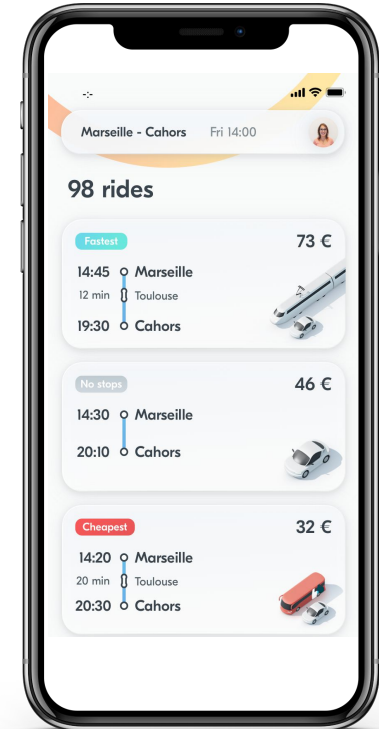 -:-
Marseille - Cahors Fri 14:00
98 rides
Fastest 73 €
14:45 Marseille
12 min Toulouse
19:30 Cahors
No stops 46 €
14:30 Marseille
20:10 Cahors
Cheapest 32 €
14:20 Marseille
20 min Toulouse
20:30 Cahors